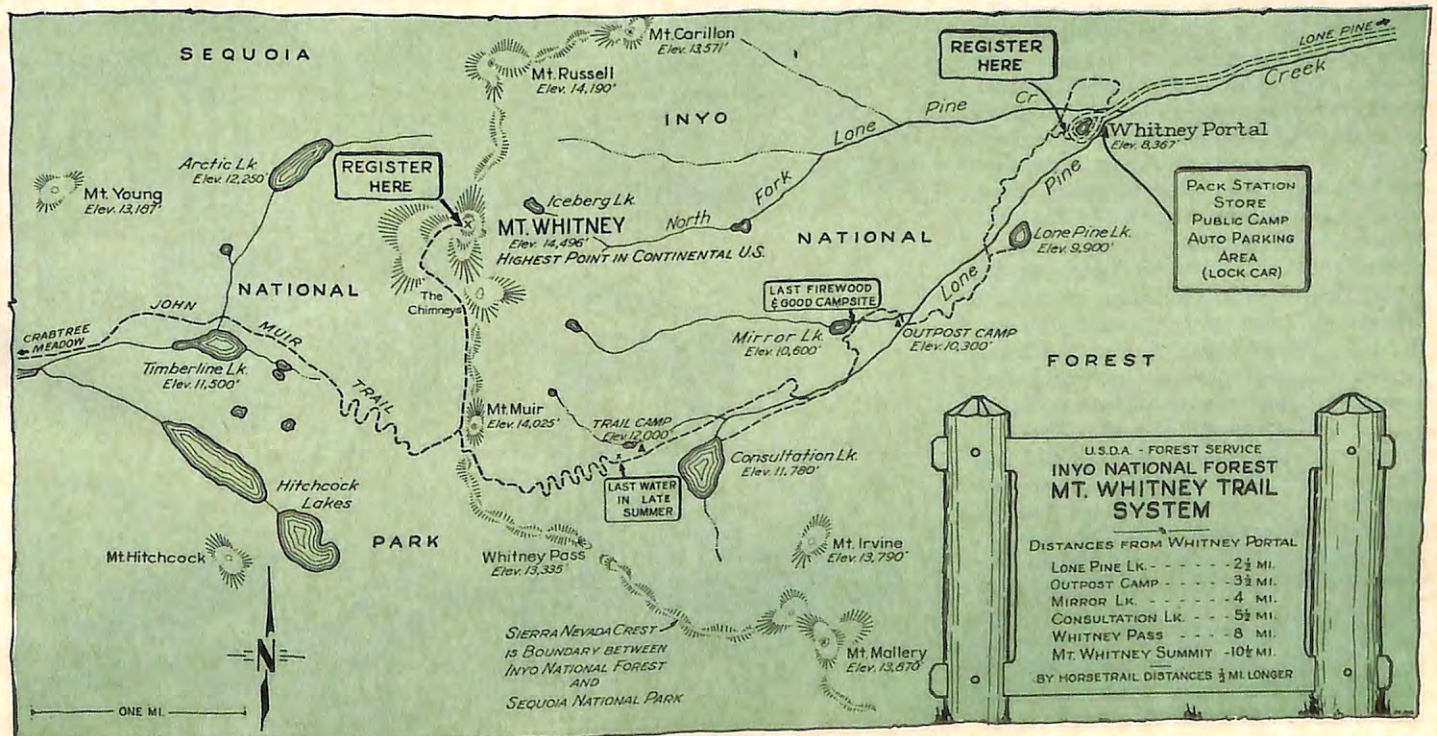 SEQUOIA
Mt. Carillon
Elev. 13,571'
Mt. Russell
Elev. 14,190'
INYO
REGISTER
HERE
LONE PINE
Creek
Lone Pine Cr
Whitney Portal
Elev. 8,367'
Arctic Lk
Elev. 12,250'
REGISTER
HERE
Mt. Young
Elev. 13,187'
Iceberg Lk.
MT. WHITNEY
Elev. 14,496'
HIGHEST POINT IN CONTINENTAL U.S.
North Fork
NATIONAL
Lone Pine
Lone Pine Lk.
Elev. 9,900'
PACK STATION
STORE
PUBLIC CAMP
AUTO PARKING
AREA
(LOCK CAR)
NATIONAL
The
Chimneys
LAST FIREWOOD
& GOOD CAMPSITE
JOHN MUIR TRAIL
CRABTREE
MEADOW
Timberline Lk.
Elev. 11,500'
Mirror Lk.
Elev. 10,600'
OUTPOST CAMP
Elev. 10,300'
FOREST
Mt. Muir
Elev. 14,025'
TRAIL CAMP
Elev. 12,000'
Consultation Lk.
Elev. 11,780'
LAST WATER
IN LATE
SUMMER
Hitchcock
Lakes
PARK
Mt. Hitchcock
Whitney Pass
Elev. 13,335'
Mt. Irvine
Elev. 13,790'
N
SIERRA NEVADA CREST
IS BOUNDARY BETWEEN
INYO NATIONAL FOREST
AND
SEQUOIA NATIONAL PARK
Mt. Mallery
Elev. 13,870'
ONE MI.
U.S.D.A. - FOREST SERVICE
INYO NATIONAL FOREST
MT. WHITNEY TRAIL
SYSTEM
DISTANCES FROM WHITNEY PORTAL
LONE PINE LK. - - - - - - 2½ MI.
OUTPOST CAMP - - - - - - 3½ MI.
MIRROR LK. - - - - - - 4 MI.
CONSULTATION LK. - - - - 5½ MI.
WHITNEY PASS - - - - 8 MI.
MT. WHITNEY SUMMIT - 10½ MI.
BY HORSETRAIL DISTANCES ½ MI. LONGER